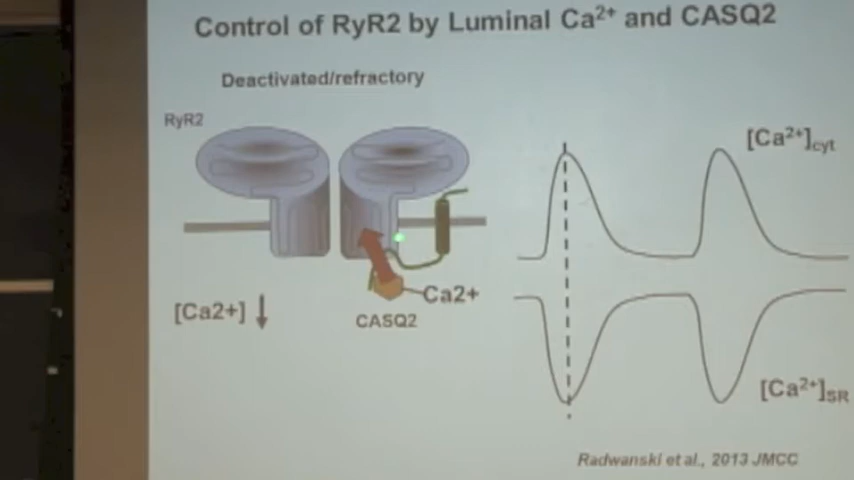 Control of RyR2 by Luminal Ca²⁺ and CASQ2
Deactivated/refractory
RyR2
[Ca²⁺]cyt
[Ca2+] ↓
Ca2+
CASQ2
[Ca²⁺]SR
Radwanski et al., 2013 JMCC